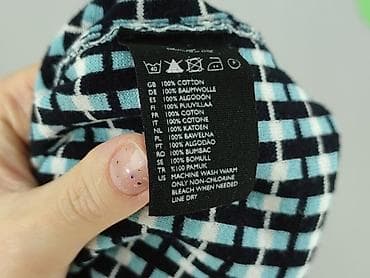 GB 100% COTTON
DE 100% BAUMWOLLE
ES 100% ALGODÓN
FI 100% PUUVILLAA
FR 100% COTON
IT 100% COTONE
NL 100% KATOEN
PL 100% BAWEŁNA
PT 100% ALGODÃO
RO 100% BUMBAC
SE 100% BOMULL
TR %100 PAMUK
US MACHINE WASH WARM
ONLY NON-CHLORINE
BLEACH WHEN NEEDED
LINE DRY